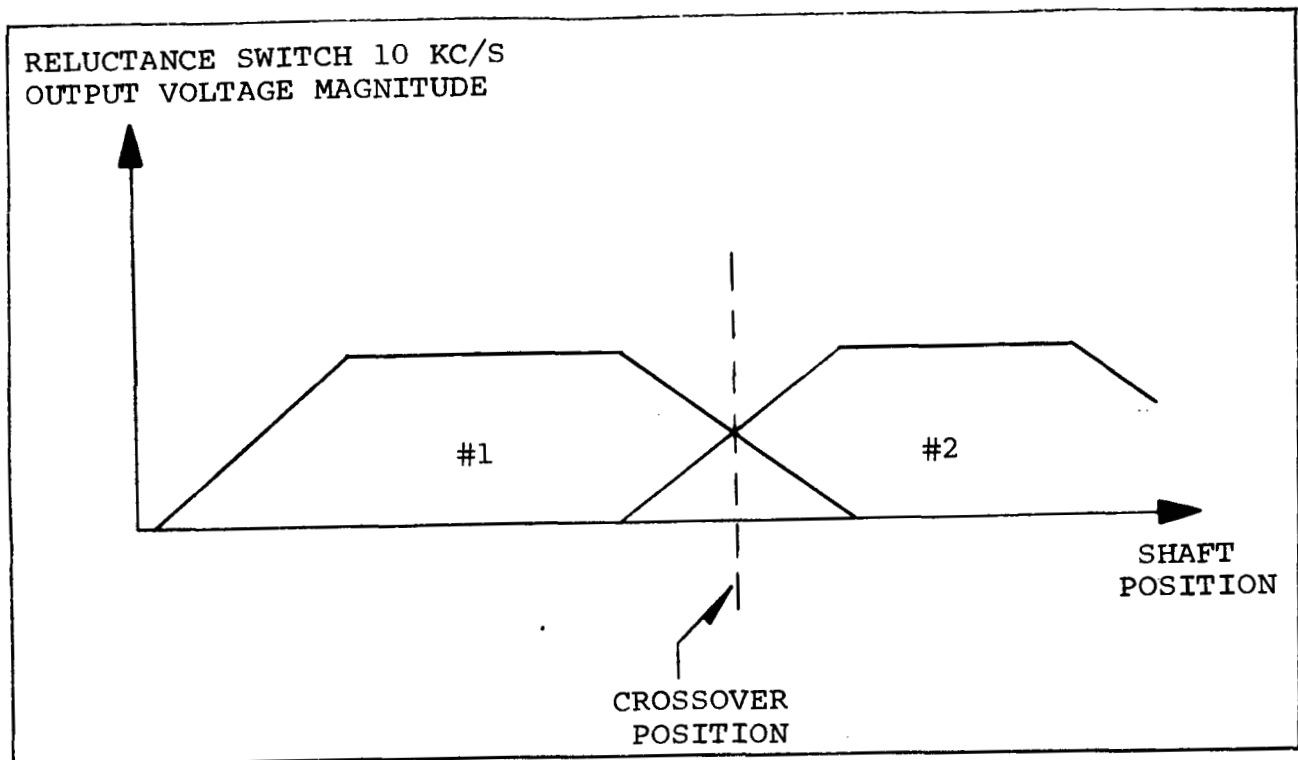 RELUCTANCE SWITCH 10 KC/S
OUTPUT VOLTAGE MAGNITUDE
#1
#2
SHAFT
POSITION
CROSSOVER
POSITION